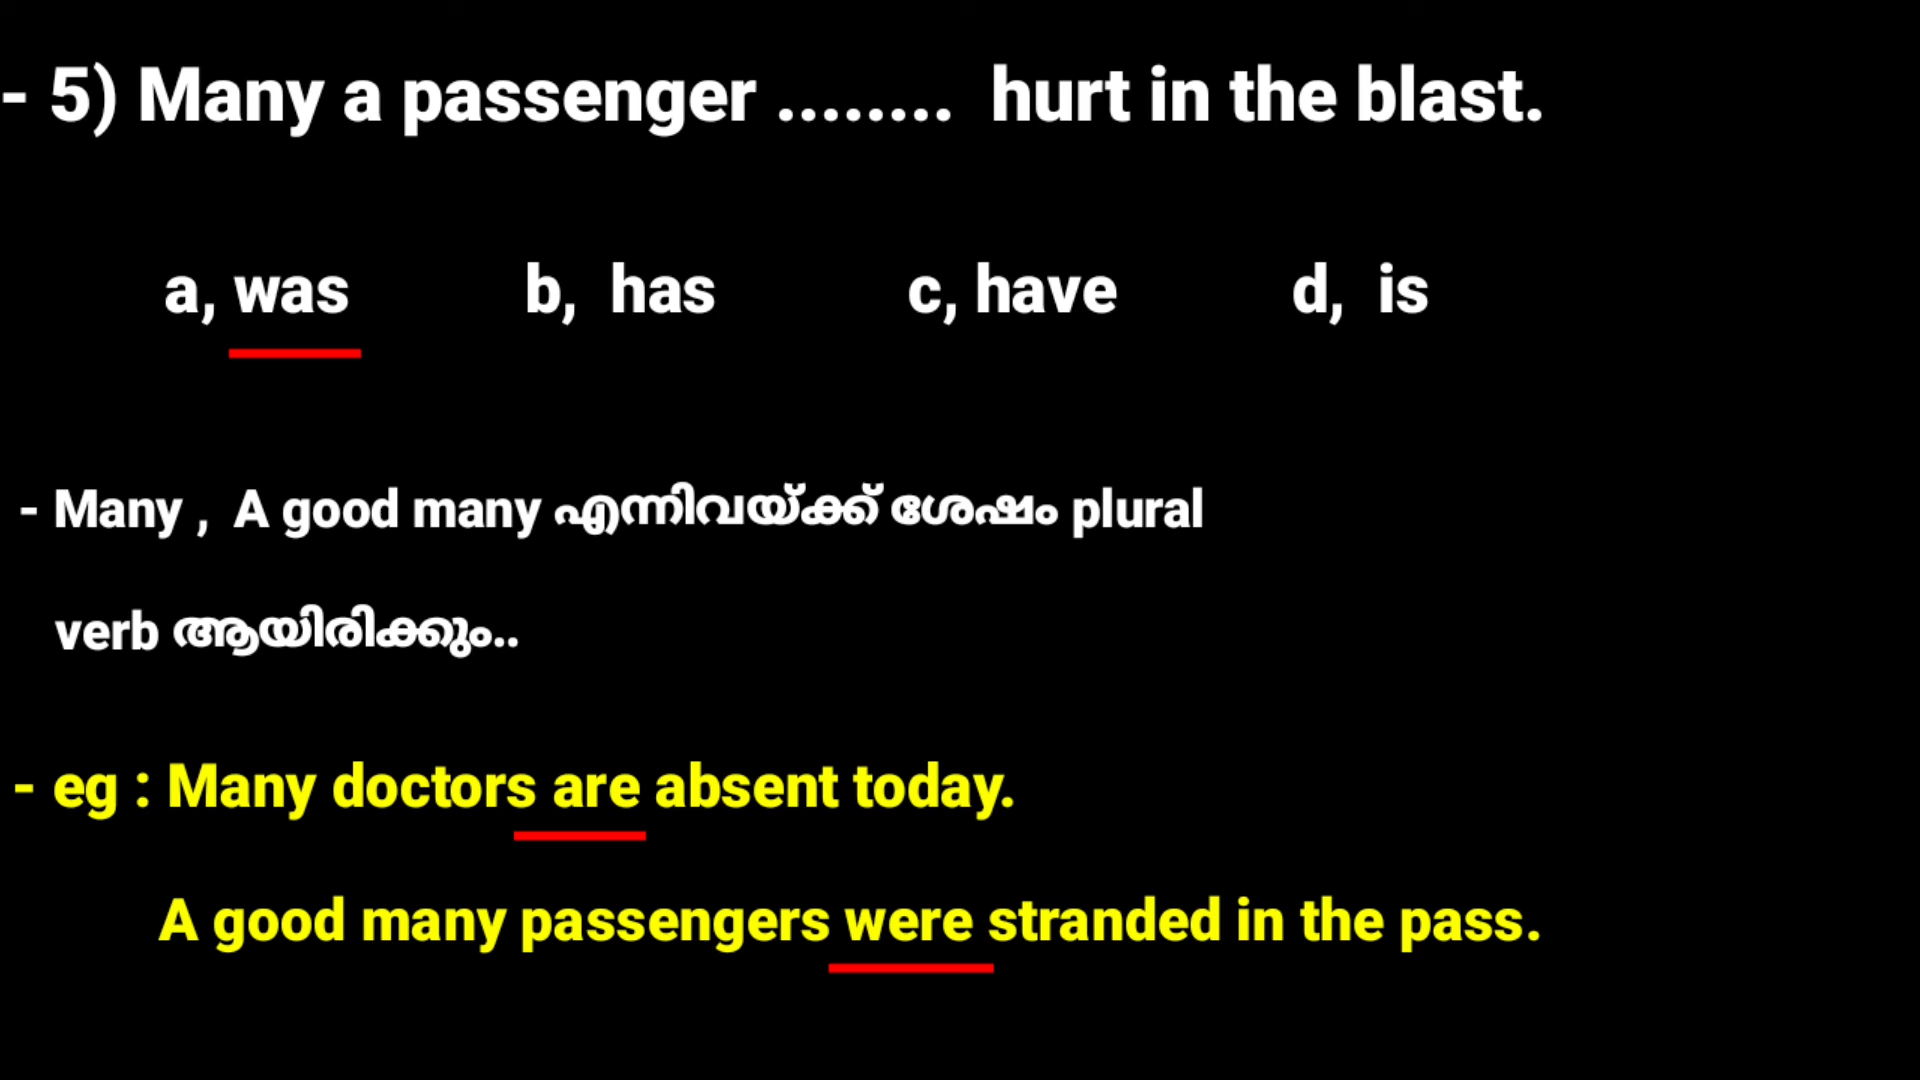 - 5) Many a passenger ........ hurt in the blast.
a, was b, has c, have d, is
- Many , A good many എന്നിവയ്ക്ക് ശേഷം plural
verb ആയിരിക്കും..
- eg : Many doctors are absent today.
A good many passengers were stranded in the pass.